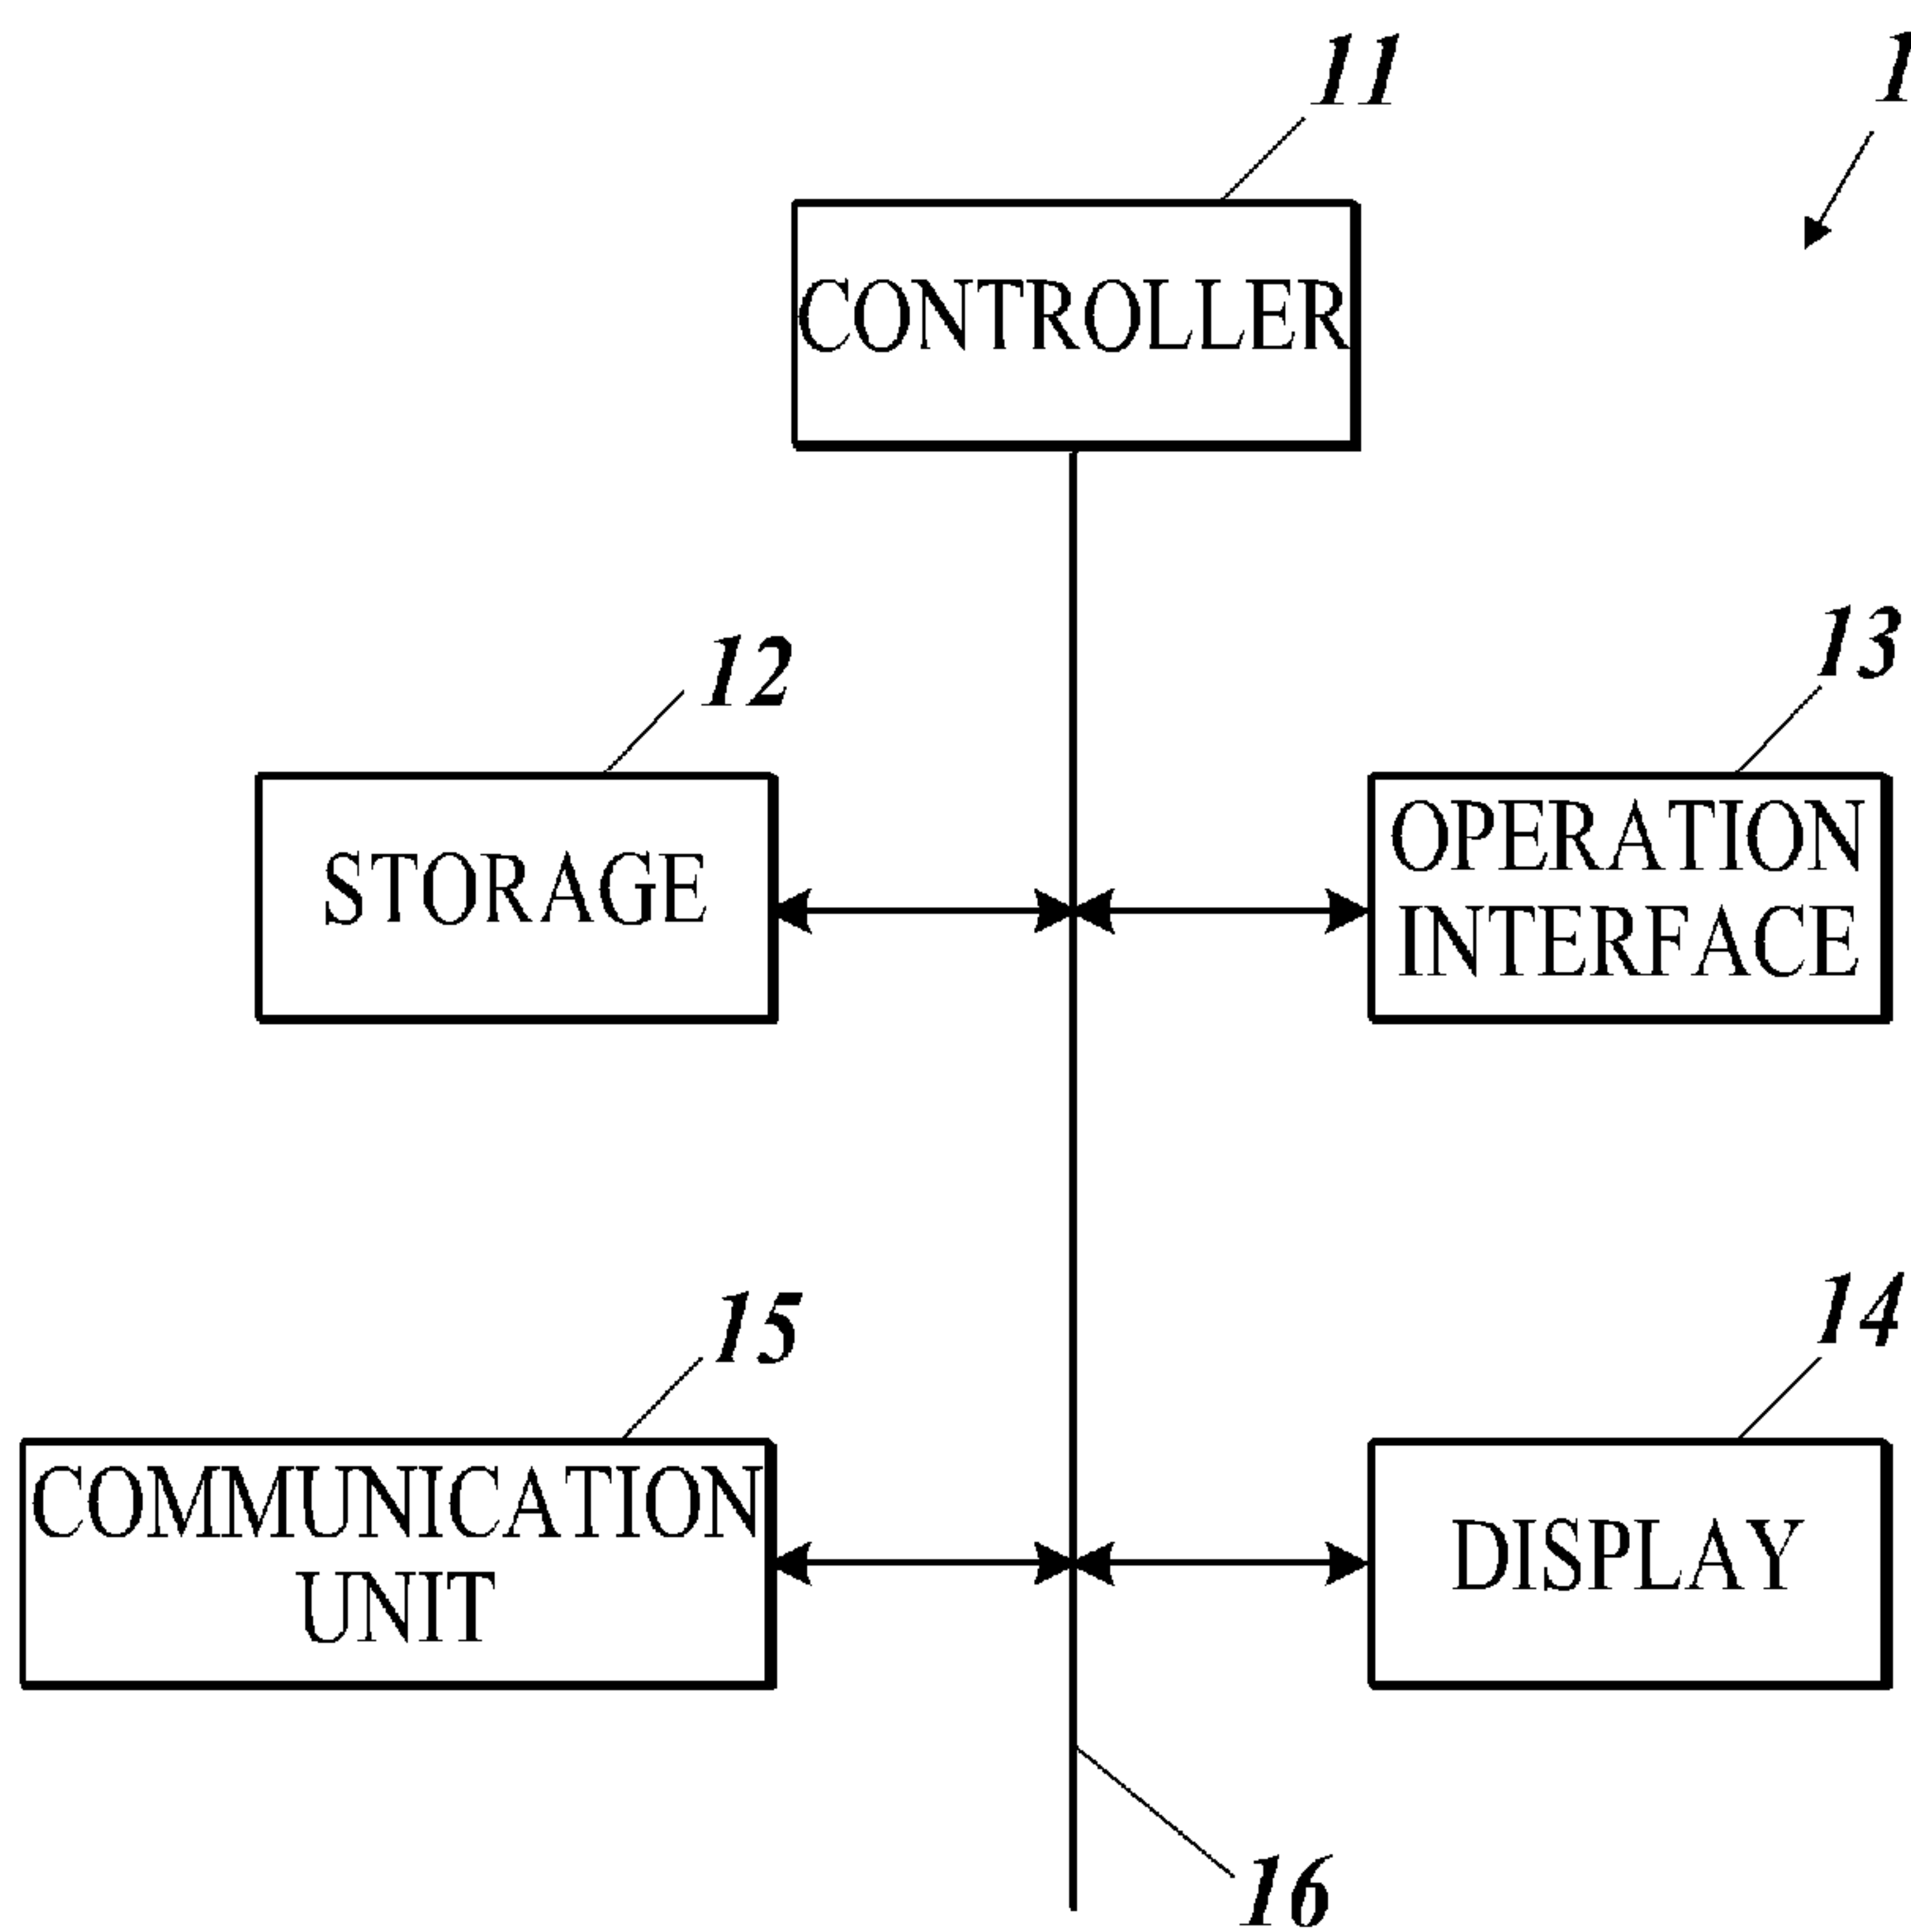 11
1
CONTROLLER
12
13
STORAGE
OPERATION
INTERFACE
15
14
COMMUNICATION
UNIT
DISPLAY
16